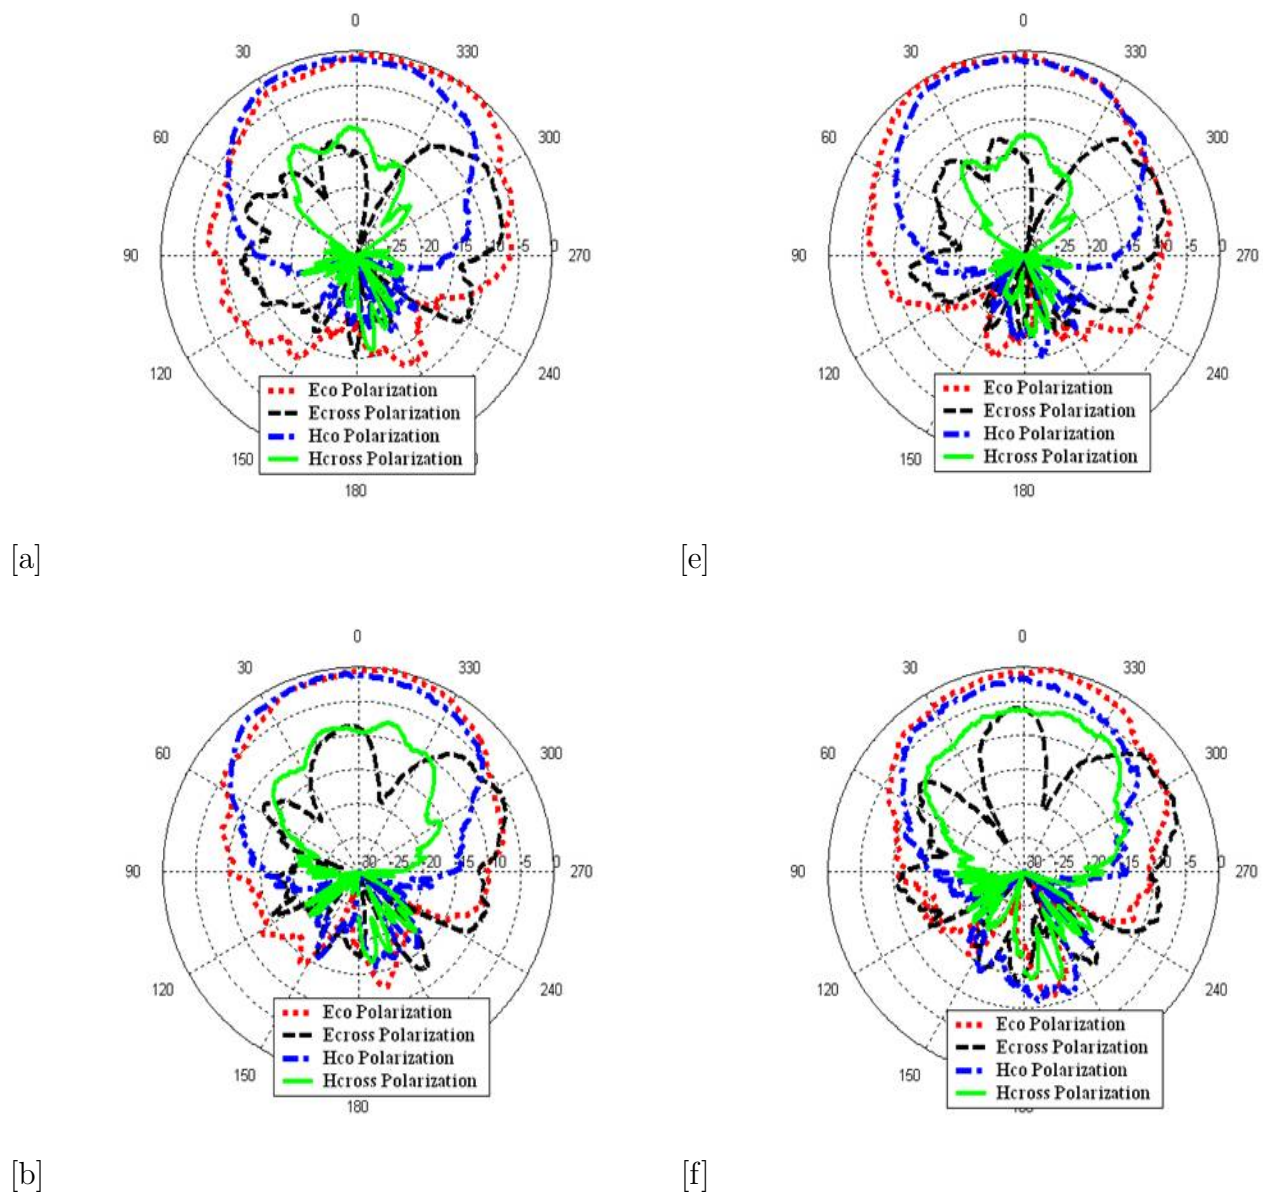 0
30 330
60 300
30 25 20 15 10 5 0
90 270
120 240
Eco Polarization
Ecross Polarization
Hco Polarization
Hcross Polarization
150
180
[a]
0
30 330
60 300
25 20 15 10 5 0
90 270
120 240
Eco Polarization
Ecross Polarization
Hco Polarization
Hcross Polarization
150
180
[e]
0
30 330
60 300
30 25 20 15 10 5 0
90 270
120 240
Eco Polarization
Ecross Polarization
Hco Polarization
Hcross Polarization
150
180
[b]
0
30 330
60 300
30 25 20 15 10 5 0
90 270
120 240
Eco Polarization
Ecross Polarization
Hco Polarization
Hcross Polarization
150
[f]